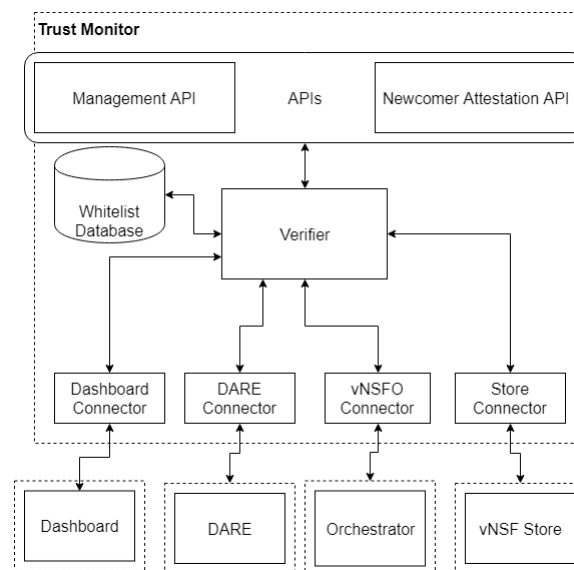 Trust Monitor
Management API
APIs
Newcomer Attestation API
Whitelist
Database
Verifier
Dashboard
Connector
DARE
Connector
vNSFO
Connector
Store
Connector
Dashboard
DARE
Orchestrator
vNSF Store